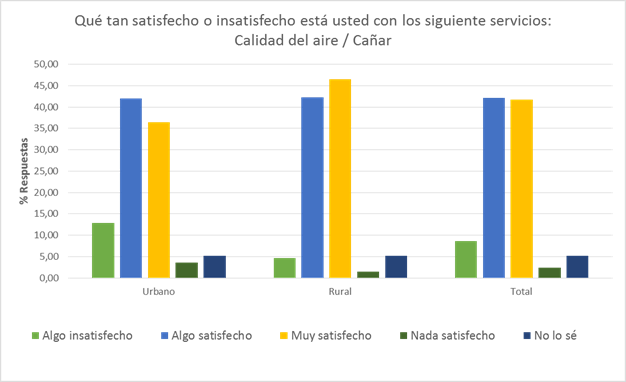 Qué tan satisfecho o insatisfecho está usted con los siguiente servicios:
Calidad del aire / Cañar
% Respuestas
50,00
45,00
40,00
35,00
30,00
25,00
20,00
15,00
10,00
5,00
0,00
Urbano Rural Total
Algo insatisfecho Algo satisfecho Muy satisfecho Nada satisfecho No lo sé